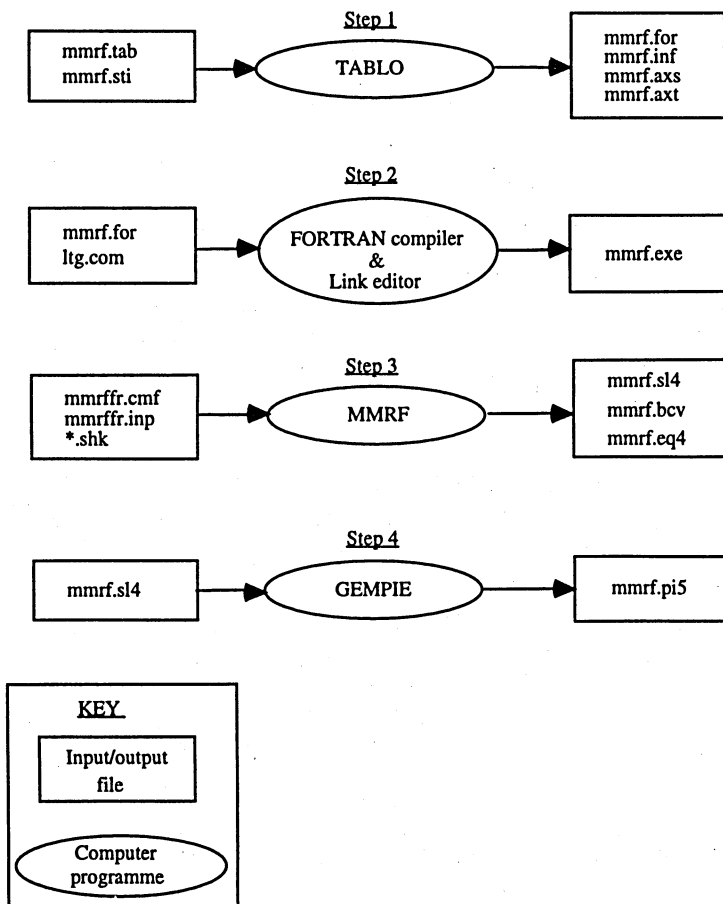 Step 1
mmrf.tab
mmrf.sti
TABLO
mmrf.for
mmrf.inf
mmrf.axs
mmrf.axt
Step 2
mmrf.for
ltg.com
FORTRAN compiler
&
Link editor
mmrf.exe
Step 3
mmrffr.cmf
mmrffr.inp
*.shk
MMRF
mmrf.sl4
mmrf.bcv
mmrf.eq4
Step 4
mmrf.sl4
GEMPIE
mmrf.pi5
KEY
Input/output
file
Computer
programme